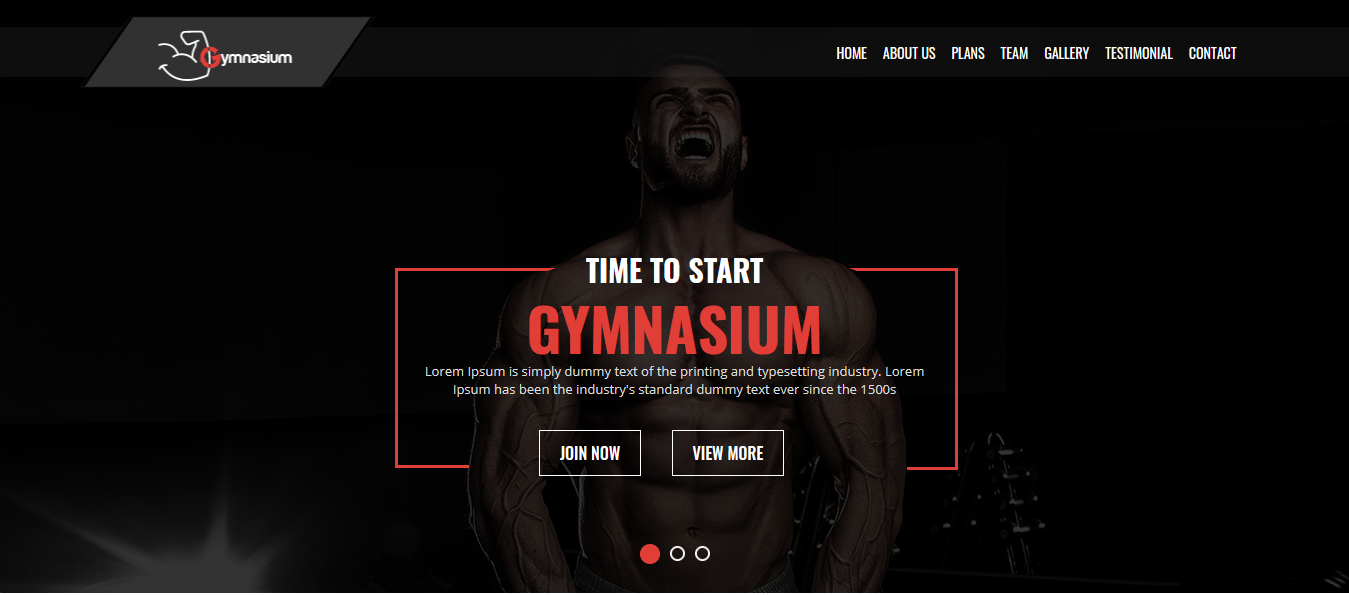 Gymnasium
HOME ABOUT US PLANS TEAM GALLERY TESTIMONIAL CONTACT
TIME TO START
GYMNASIUM
Lorem Ipsum is simply dummy text of the printing and typesetting industry. Lorem
Ipsum has been the industry's standard dummy text ever since the 1500s
JOIN NOW VIEW MORE